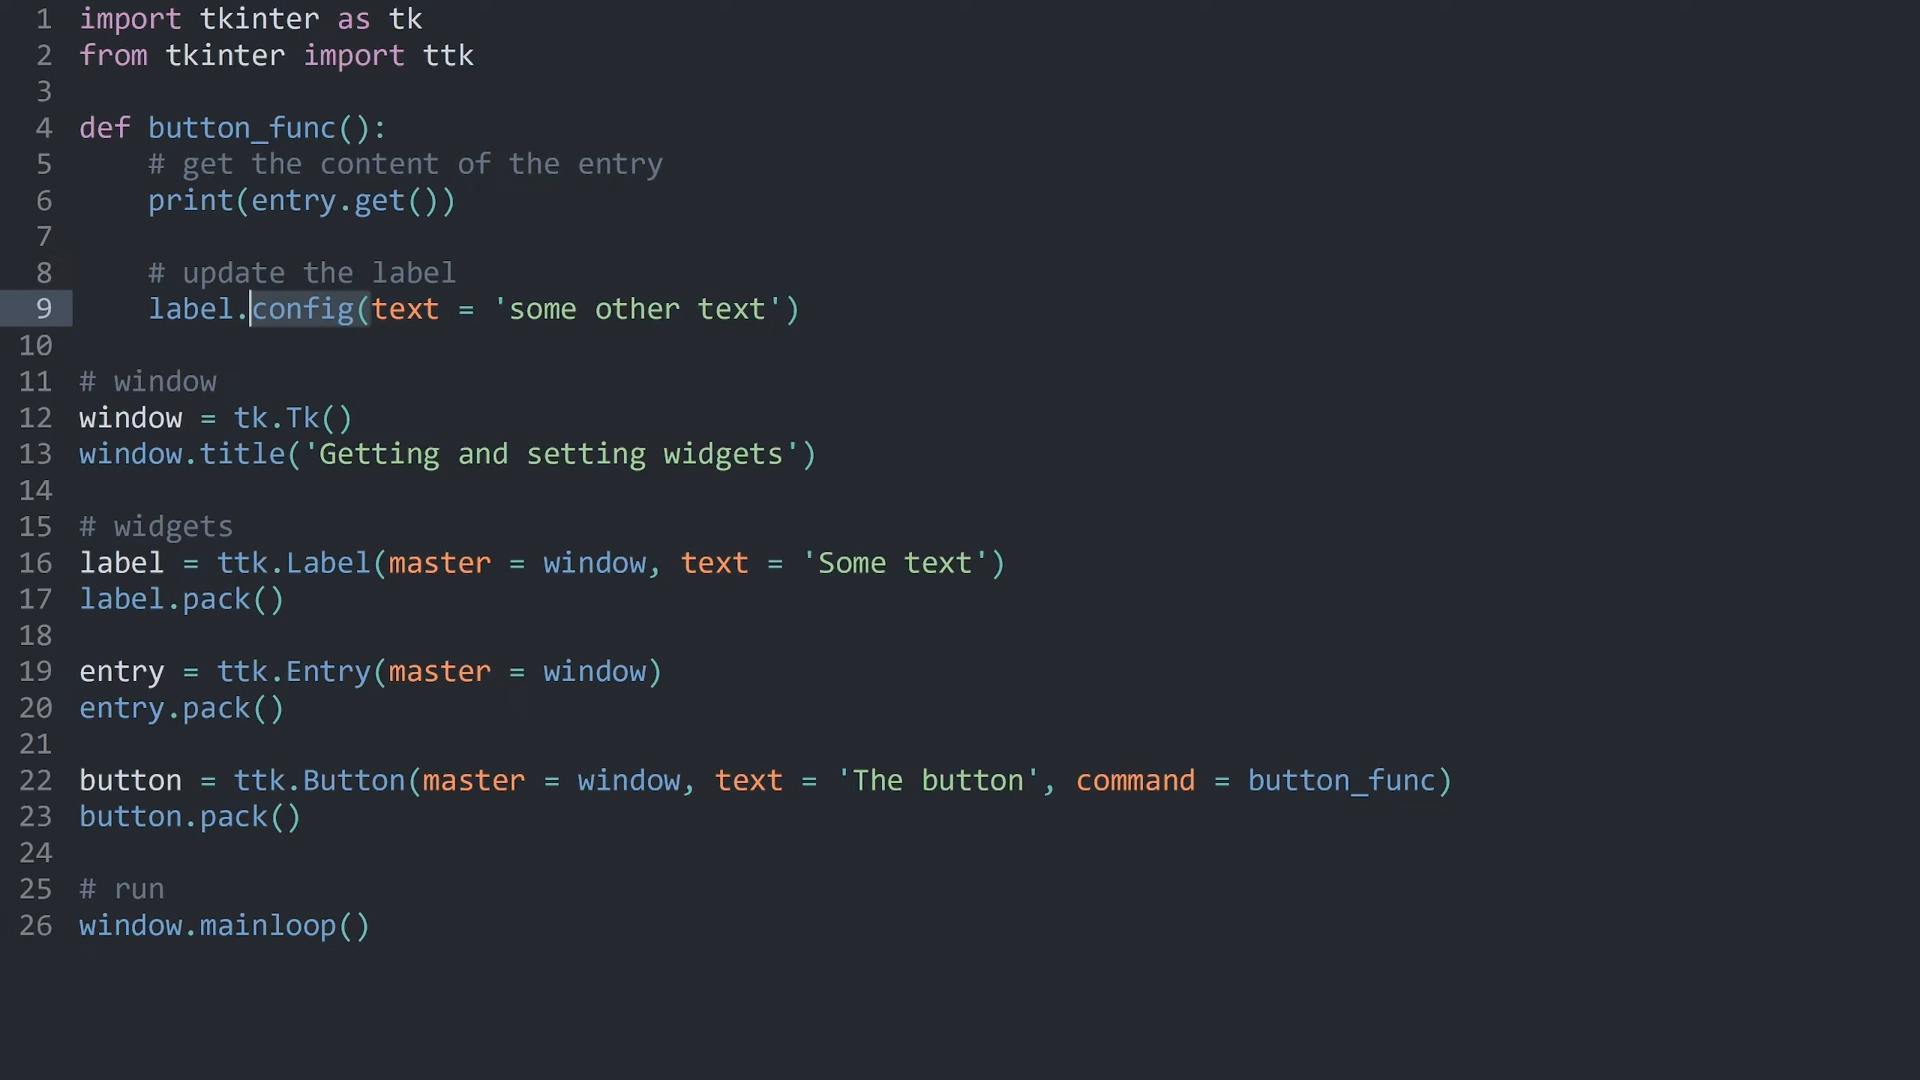 1 import tkinter as tk
2 from tkinter import ttk
3
4 def button_func():
5     # get the content of the entry
6     print(entry.get())
7
8     # update the label
9     label.config(text = 'some other text')
10
11 # window
12 window = tk.Tk()
13 window.title('Getting and setting widgets')
14
15 # widgets
16 label = ttk.Label(master = window, text = 'Some text')
17 label.pack()
18
19 entry = ttk.Entry(master = window)
20 entry.pack()
21
22 button = ttk.Button(master = window, text = 'The button', command = button_func)
23 button.pack()
24
25 # run
26 window.mainloop()